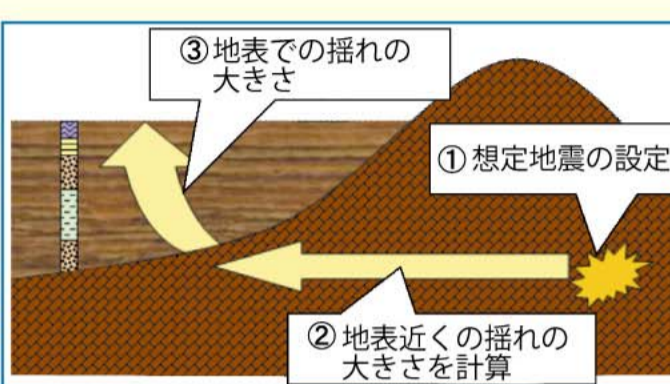 ③地表での揺れの
大きさ
①想定地震の設定
②地表近くの揺れの
大きさを計算